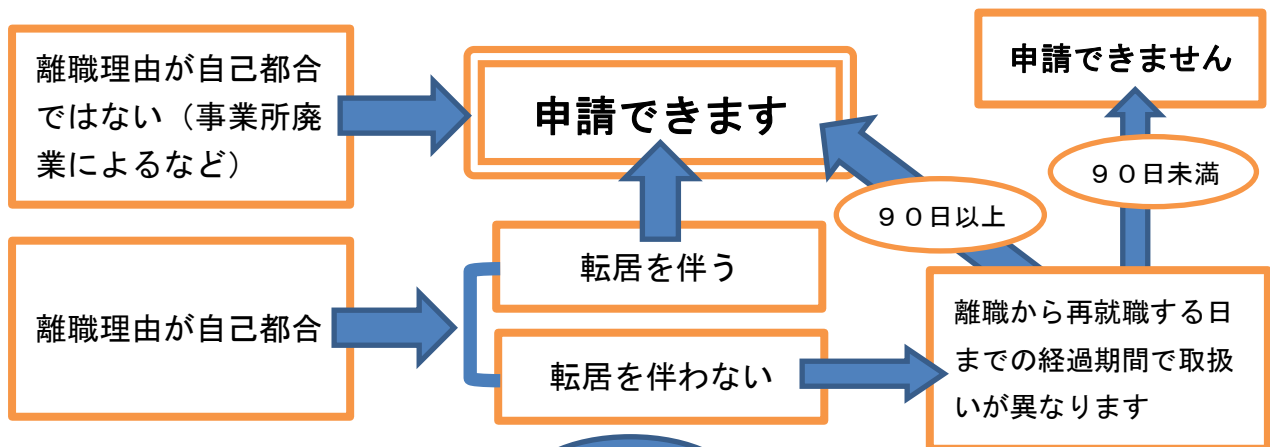 離職理由が自己都合
ではない（事業所廃
業によるなど）
申請できます
申請できません
９０日未満
９０日以上
離職理由が自己都合
転居を伴う
転居を伴わない
離職から再就職する日
までの経過期間で取扱
いが異なります